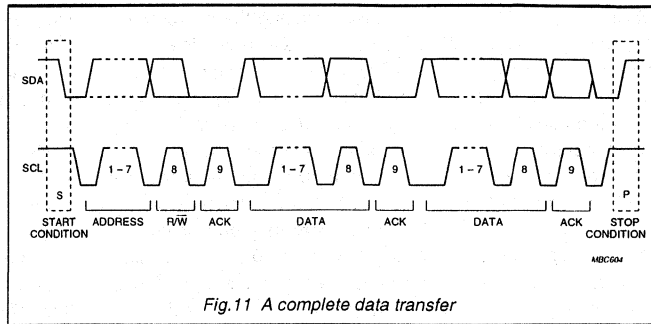 SDA
SCL
1–7 8 9 1–7 8 9 1–7 8 9
S P
START CONDITION ADDRESS R/W̅ ACK DATA ACK DATA ACK STOP CONDITION
MBC604
Fig.11 A complete data transfer